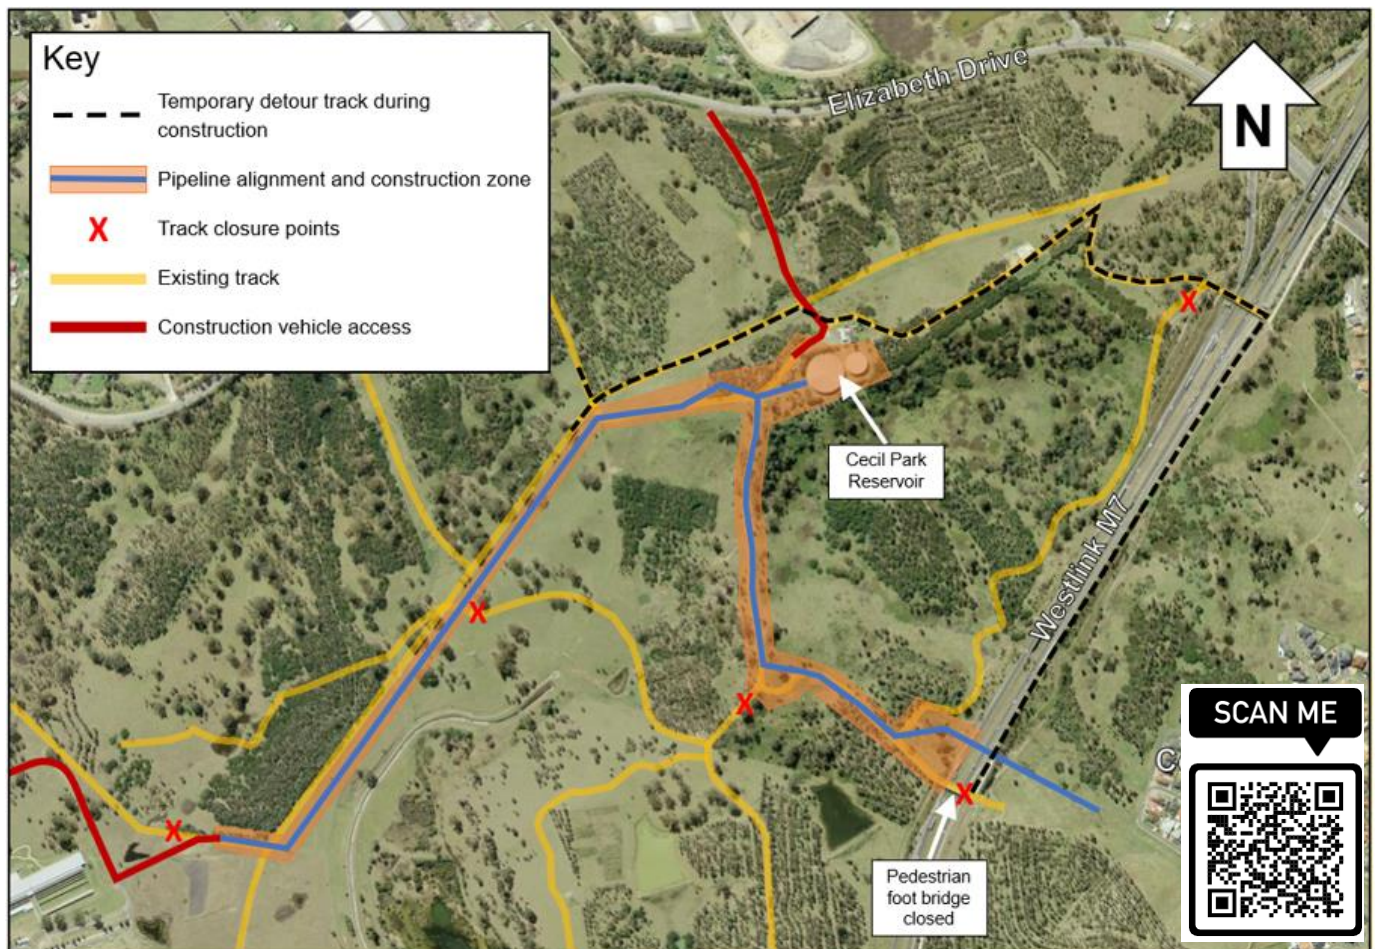 Key
Temporary detour track during
construction
Pipeline alignment and construction zone
X
Track closure points
Existing track
Construction vehicle access
Elizabeth Drive
N
X
Cecil Park
Reservoir
Westlink M7
X
X
SCAN ME
X
X
Pedestrian
foot bridge
closed